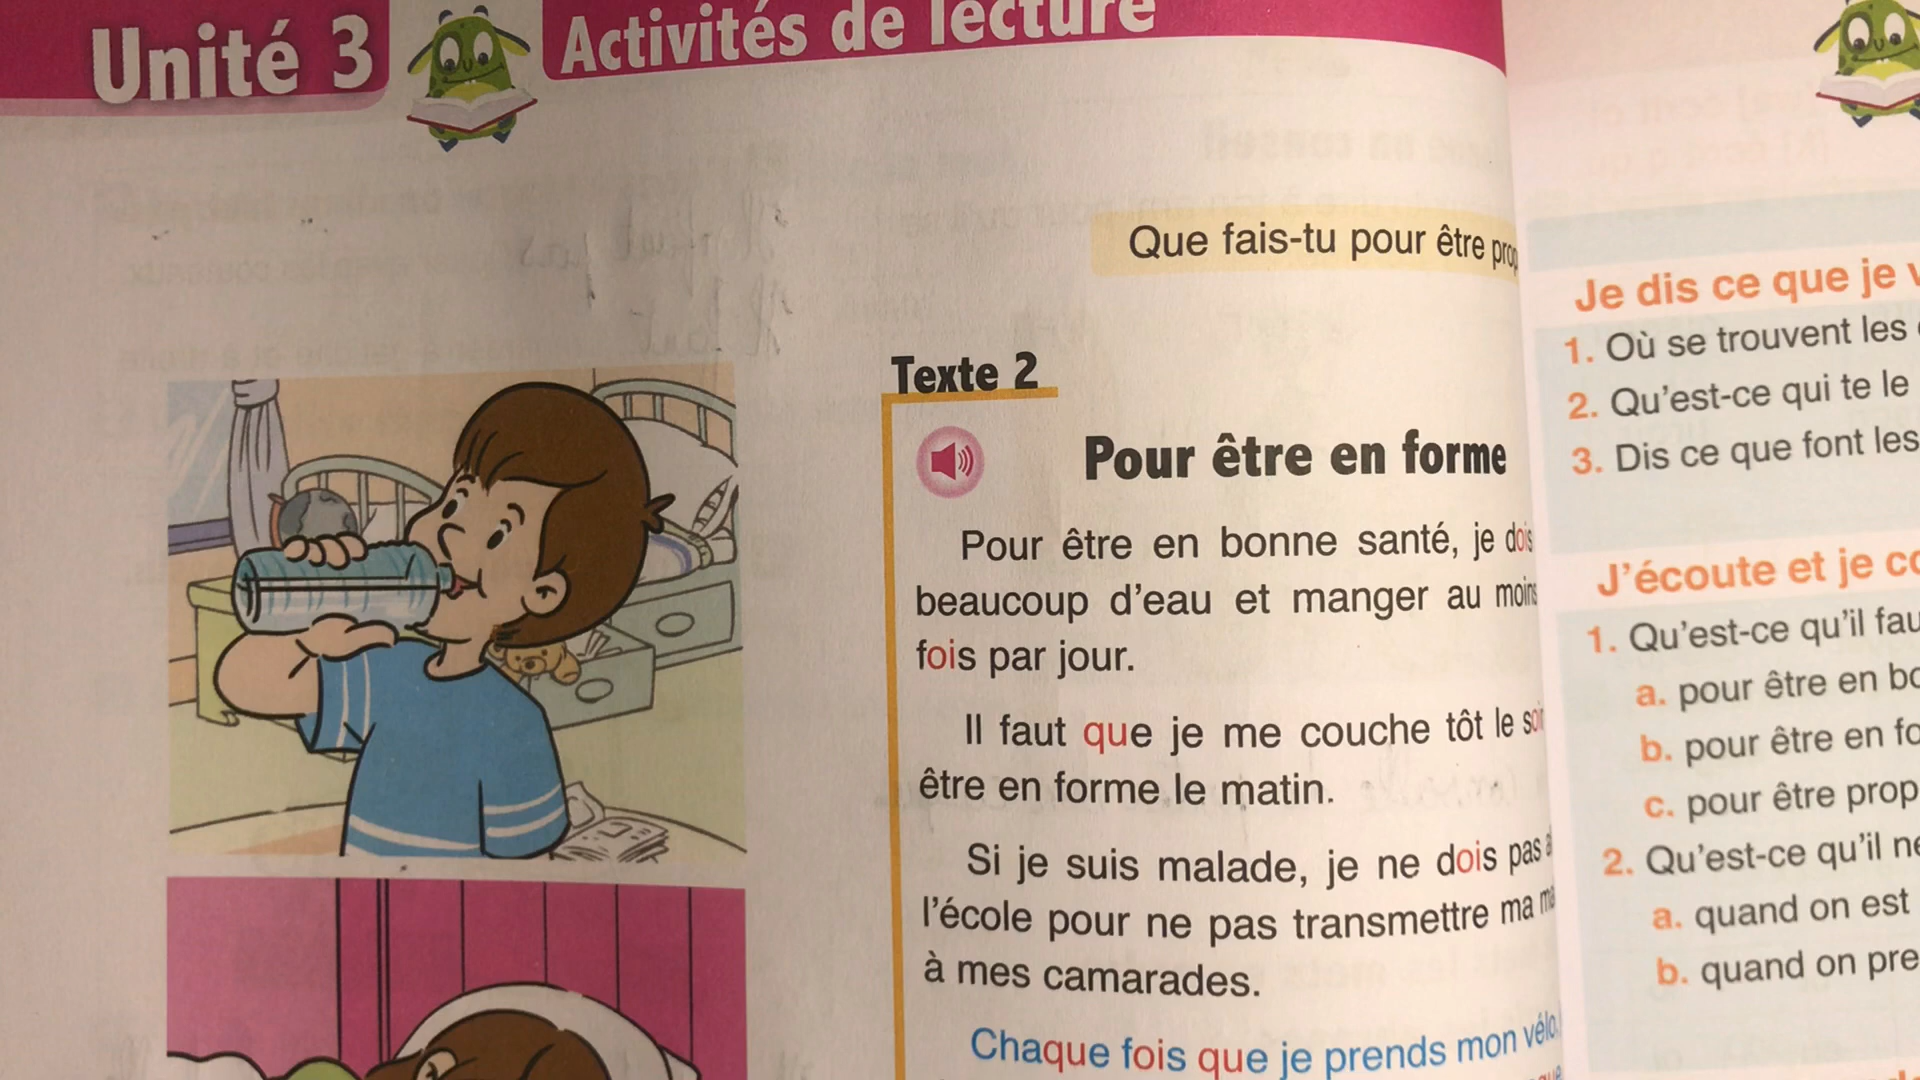 Unité 3
Activités de lecture
Que fais-tu pour être
Texte 2
Pour être en forme
Pour être en bonne santé, je dois
beaucoup d'eau et manger au moins
fois par jour.
Il faut que je me couche tôt le soir
être en forme le matin.
Si je suis malade, je ne dois pas
l'école pour ne pas transmettre ma
à mes camarades.
Chaque fois que je prends mon vélo
Je dis ce que je
1. Où se trouvent les
2. Qu'est-ce qui te le
3. Dis ce que font les
J'écoute et je
1. Qu'est-ce qu'il
a. pour être en
b. pour être en
c. pour être
2. Qu'est-ce qu'il
a. quand on est
b. quand on